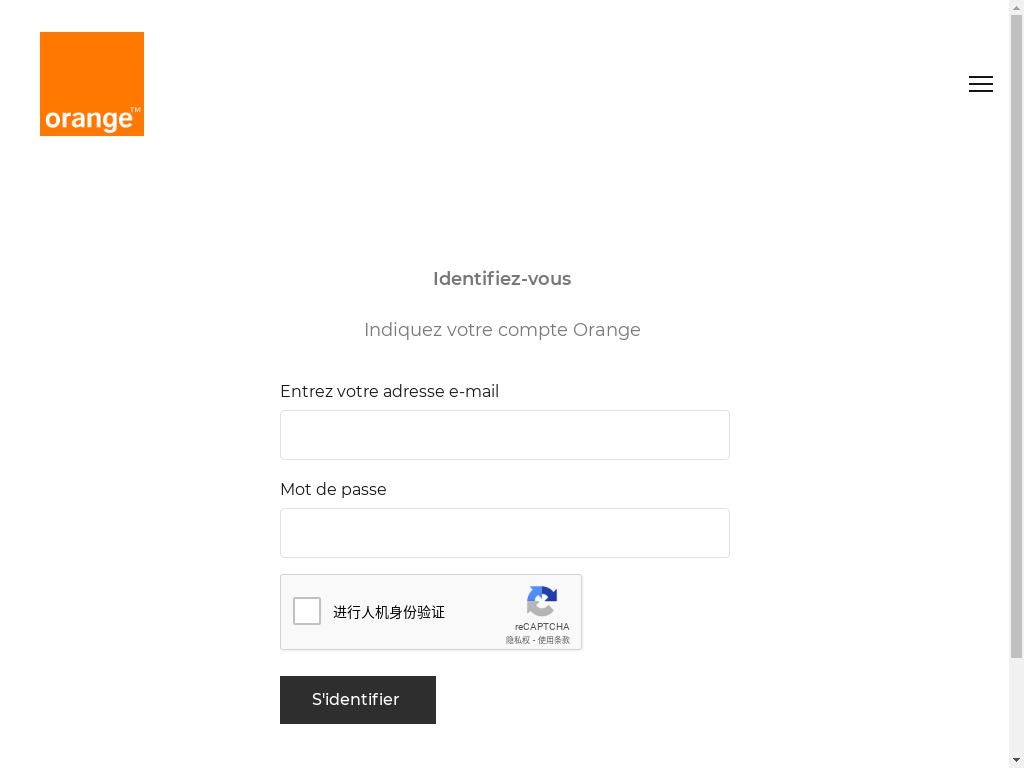 orange™
Identifiez-vous
Indiquez votre compte Orange
Entrez votre adresse e-mail
Mot de passe
进行人机身份验证
reCAPTCHA
隐私权 - 使用条款
S'identifier